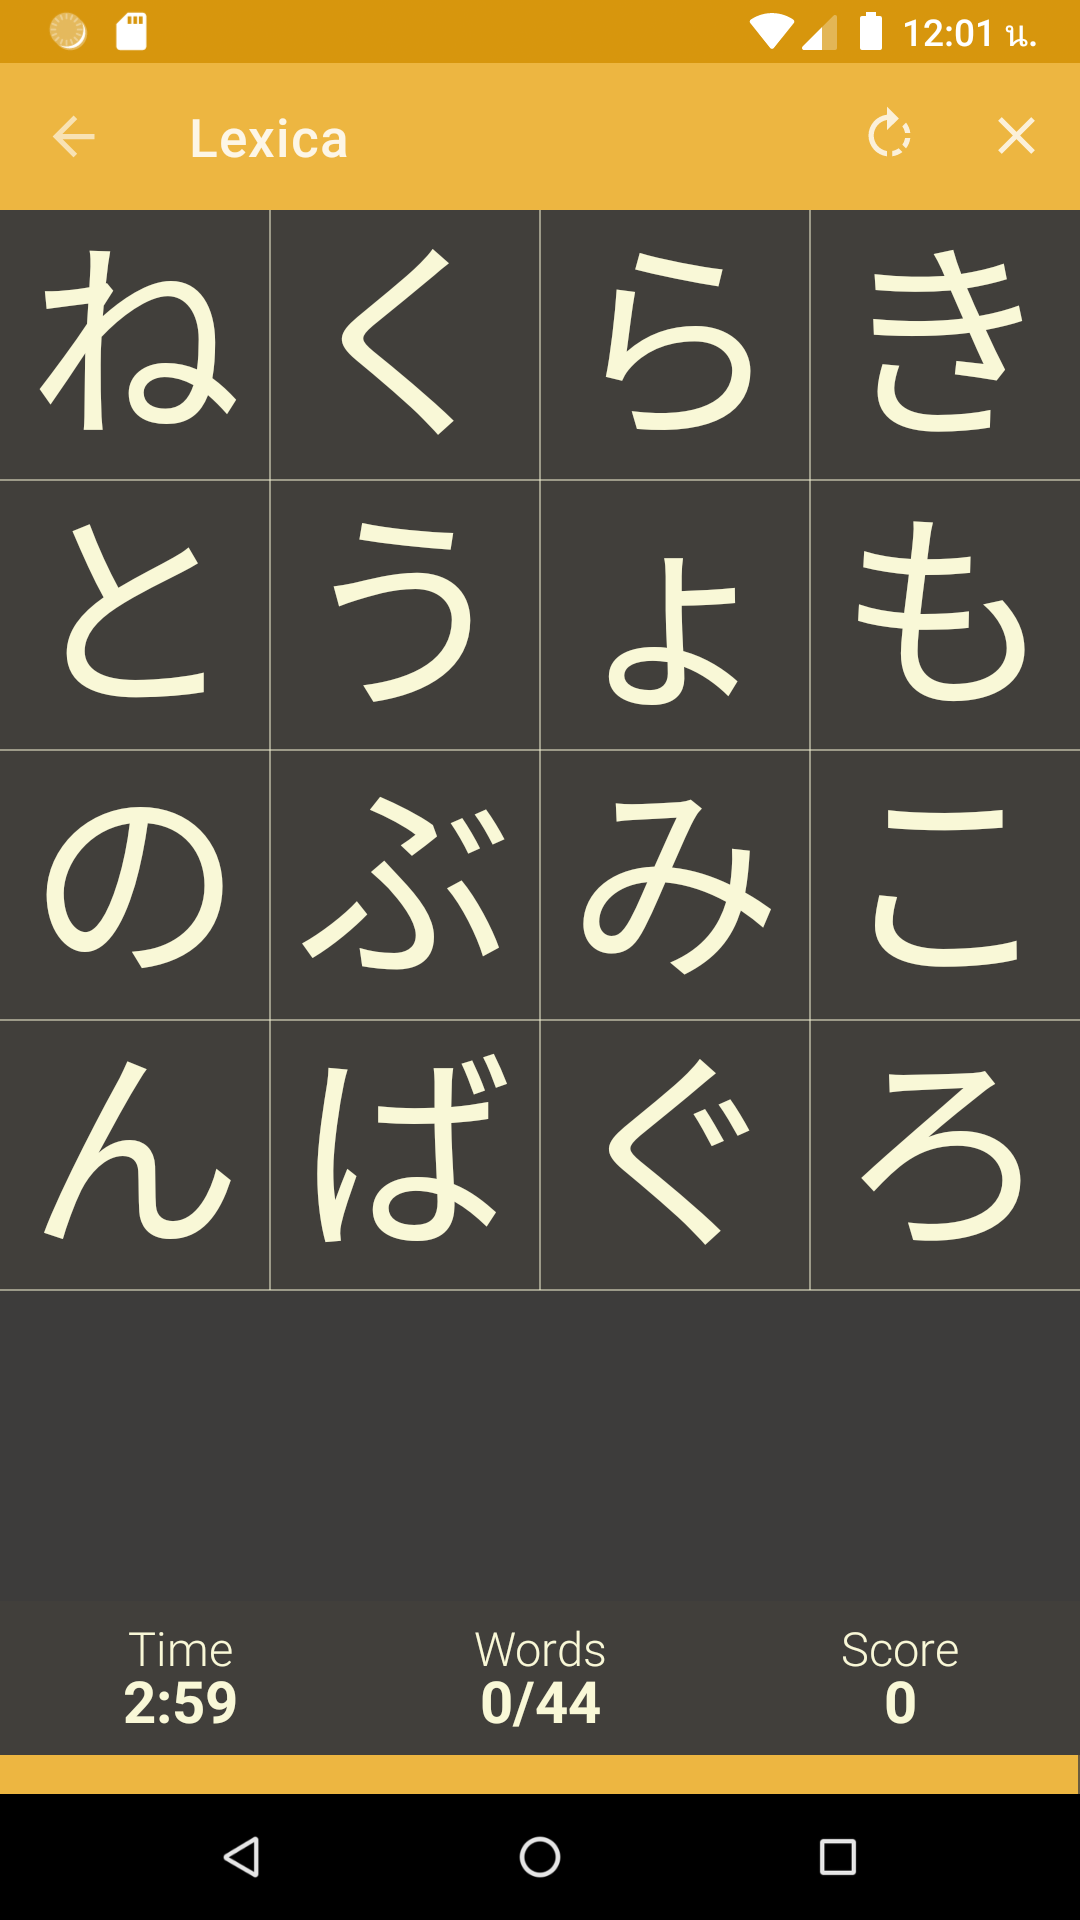 12:01 น.
Lexica
ね く ら き
と う ょ も
の ぶ み こ
ん ば ぐ ろ
Time Words Score
2:59 0/44 0